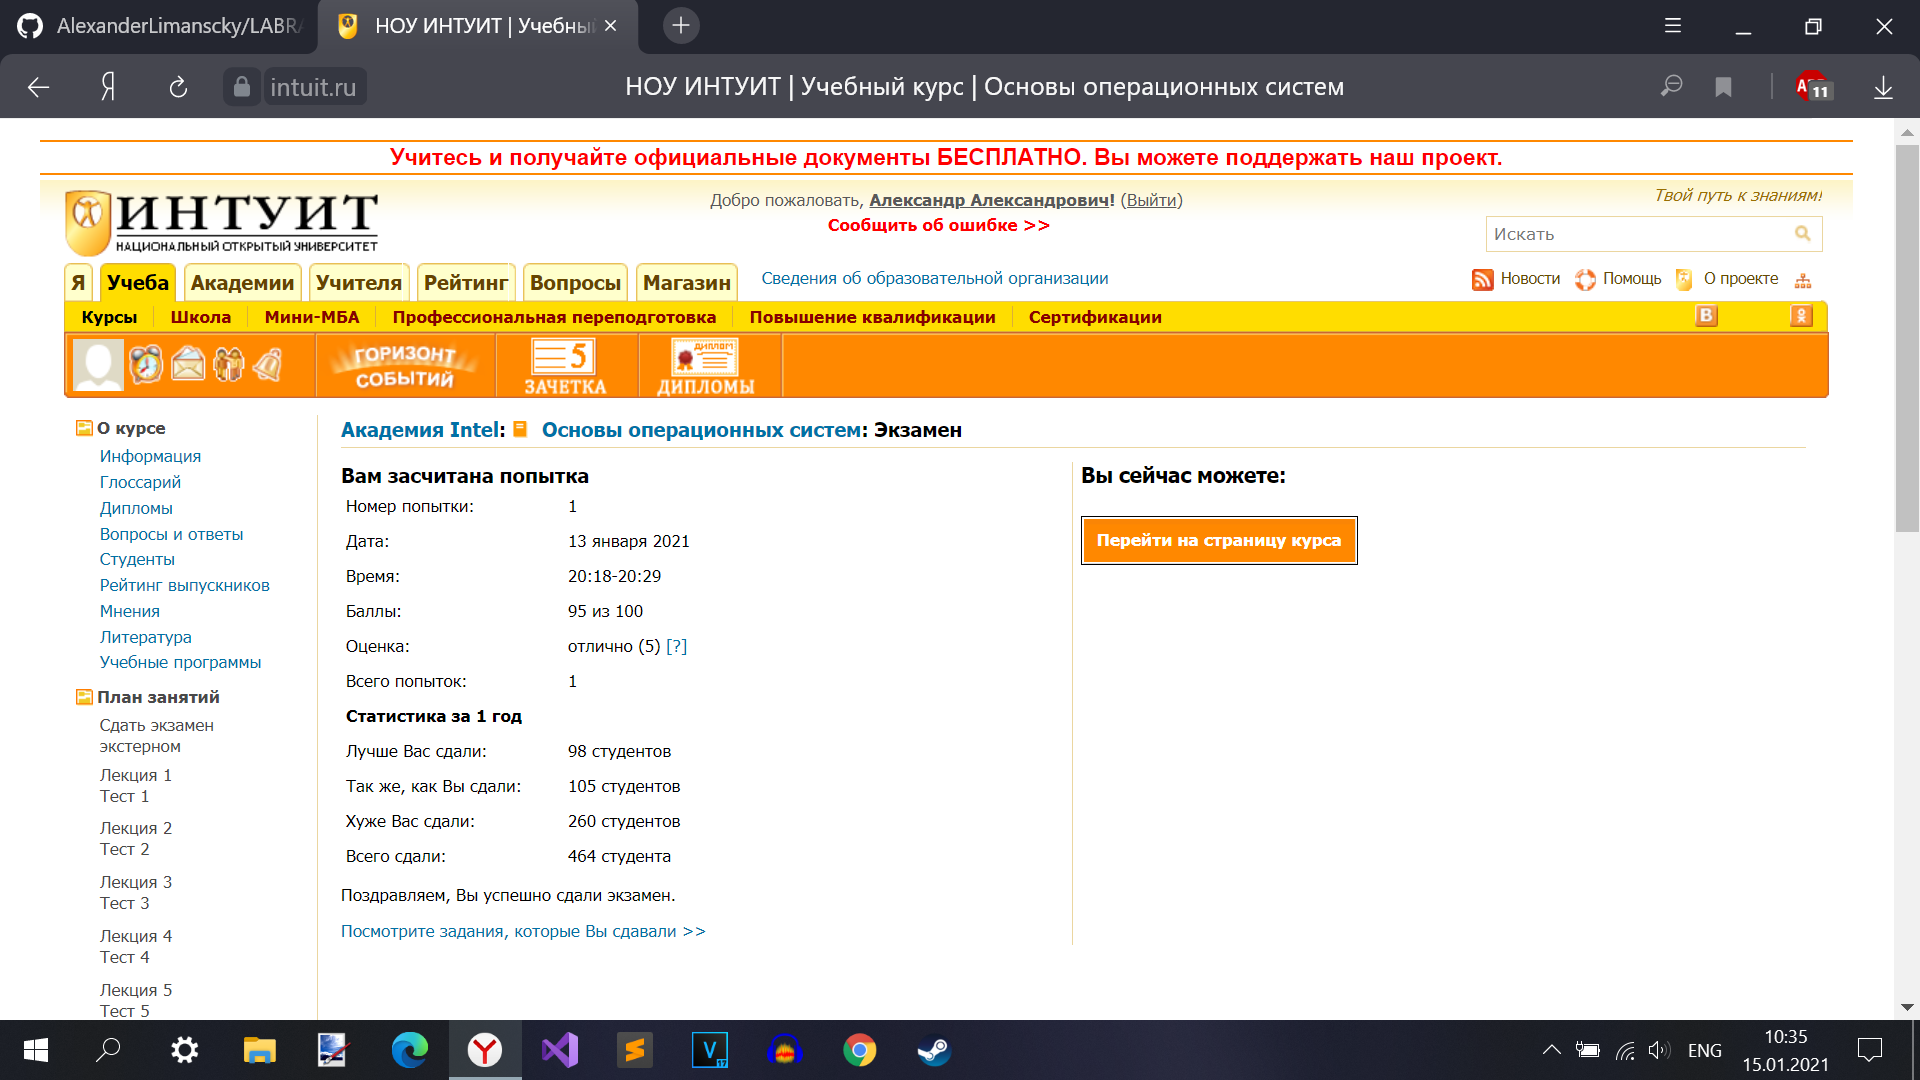 AlexanderLimanscky/LABRA
НОУ ИНТУИТ | Учебны
intuit.ru
НОУ ИНТУИТ | Учебный курс | Основы операционных систем
11
Учитесь и получайте официальные документы БЕСПЛАТНО. Вы можете поддержать наш проект.
ИНТУИТ
НАЦИОНАЛЬНЫЙ ОТКРЫТЫЙ УНИВЕРСИТЕТ
Добро пожаловать, Александр Александрович! (Выйти)
Сообщить об ошибке >>
Твой путь к знаниям!
Искать
Я Учеба Академии Учителя Рейтинг Вопросы Магазин
Сведения об образовательной организации
Новости Помощь О проекте
Курсы Школа Мини-МБА Профессиональная переподготовка Повышение квалификации Сертификации
В
ГОРИЗОНТ СОБЫТИЙ
5 ЗАЧЕТКА
ДИПЛОМ ДИПЛОМЫ
О курсе
Информация
Глоссарий
Дипломы
Вопросы и ответы
Студенты
Рейтинг выпускников
Мнения
Литература
Учебные программы
План занятий
Сдать экзамен
экстерном
Лекция 1
Тест 1
Лекция 2
Тест 2
Лекция 3
Тест 3
Лекция 4
Тест 4
Лекция 5
Тест 5
Академия Intel: Основы операционных систем: Экзамен
Вам засчитана попытка
Номер попытки: 1
Дата: 13 января 2021
Время: 20:18-20:29
Баллы: 95 из 100
Оценка: отлично (5) [?]
Всего попыток: 1
Статистика за 1 год
Лучше Вас сдали: 98 студентов
Так же, как Вы сдали: 105 студентов
Хуже Вас сдали: 260 студентов
Всего сдали: 464 студента
Поздравляем, Вы успешно сдали экзамен.
Посмотрите задания, которые Вы сдавали >>
Вы сейчас можете:
Перейти на страницу курса
ENG
10:35
15.01.2021